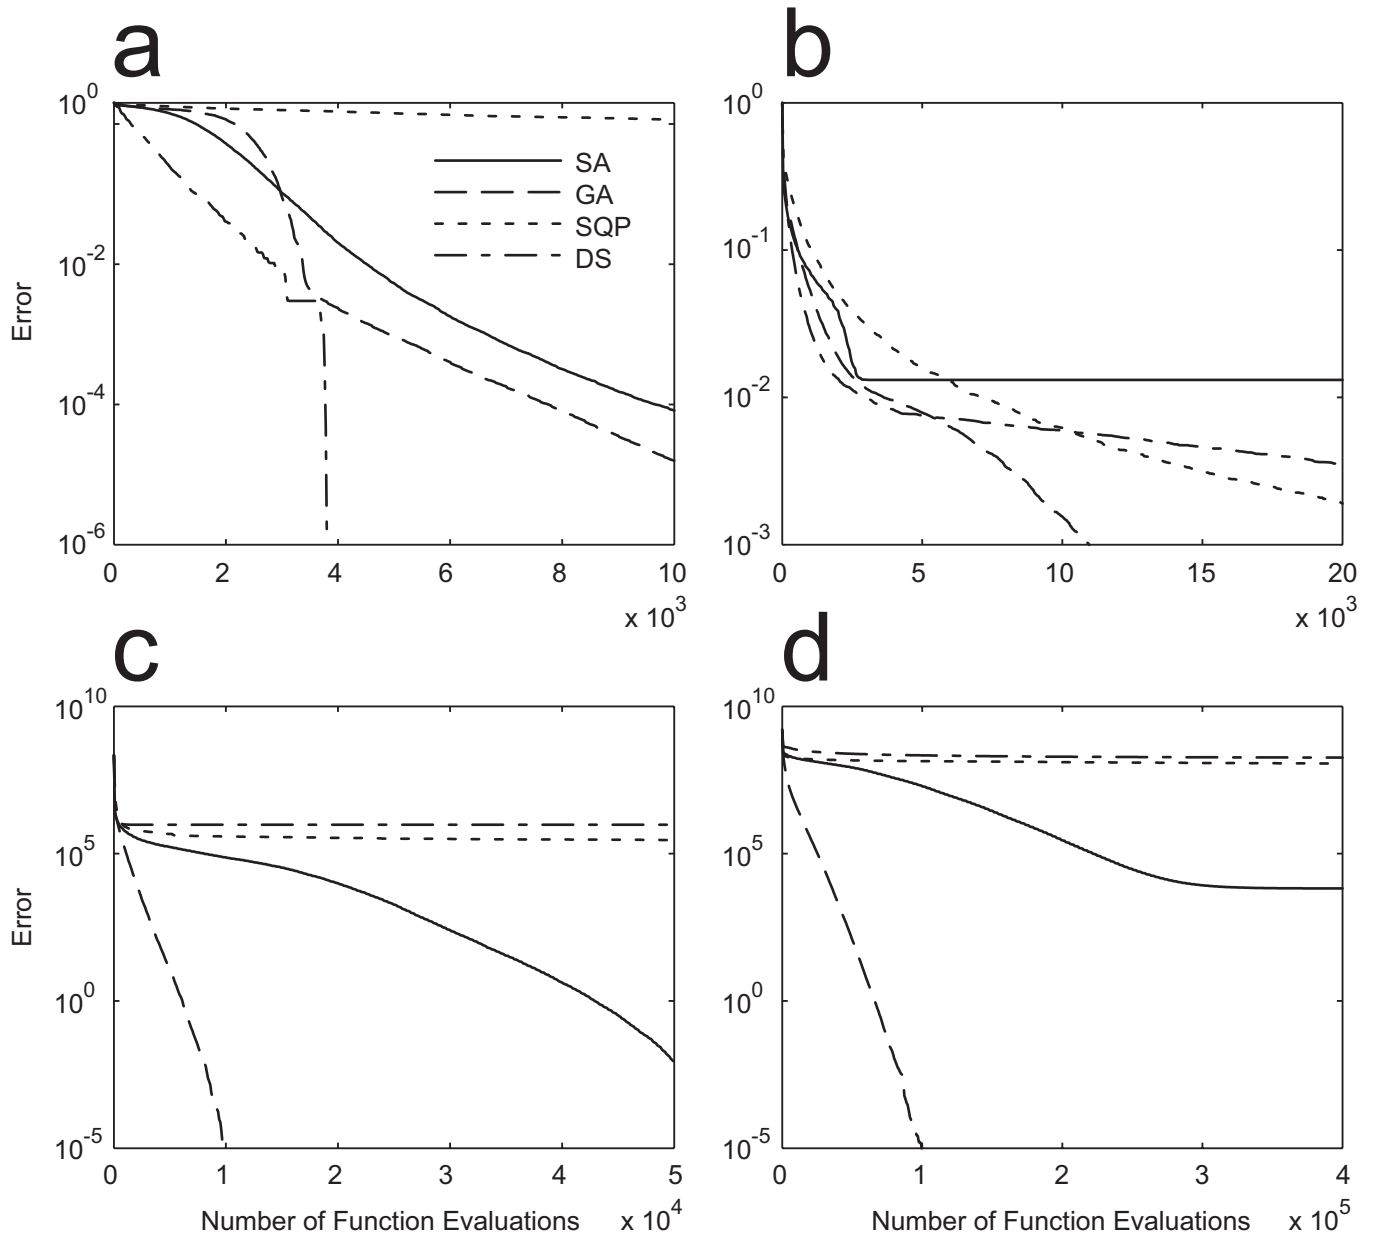 a
b
10^0
10^-2
10^-4
10^-6
Error
SA
GA
SQP
DS
0 2 4 6 8 10
x 10^3
10^0
10^-1
10^-2
10^-3
0 5 10 15 20
x 10^3
c
d
10^10
10^5
10^0
10^-5
Error
0 1 2 3 4 5
Number of Function Evaluations x 10^4
10^10
10^5
10^0
10^-5
0 1 2 3 4
Number of Function Evaluations x 10^5